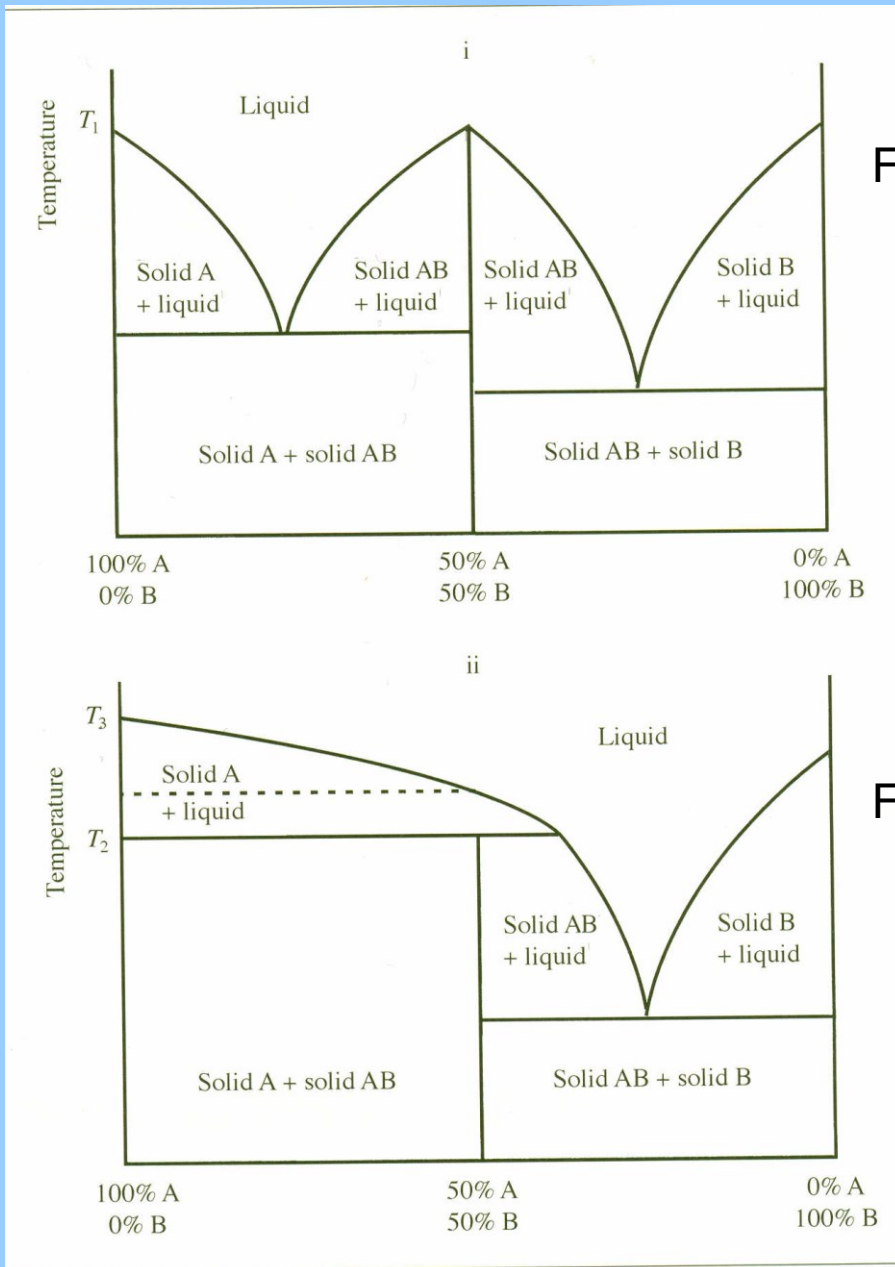 i
Liquid
Temperature
T₁
Solid A
+ liquid
Solid AB
+ liquid
Solid AB
+ liquid
Solid B
+ liquid
Solid A + solid AB
Solid AB + solid B
100% A
0% B
50% A
50% B
0% A
100% B
F
ii
Liquid
Temperature
T₃
Solid A
+ liquid
T₂
Solid AB
+ liquid
Solid B
+ liquid
Solid A + solid AB
Solid AB + solid B
100% A
0% B
50% A
50% B
0% A
100% B
F